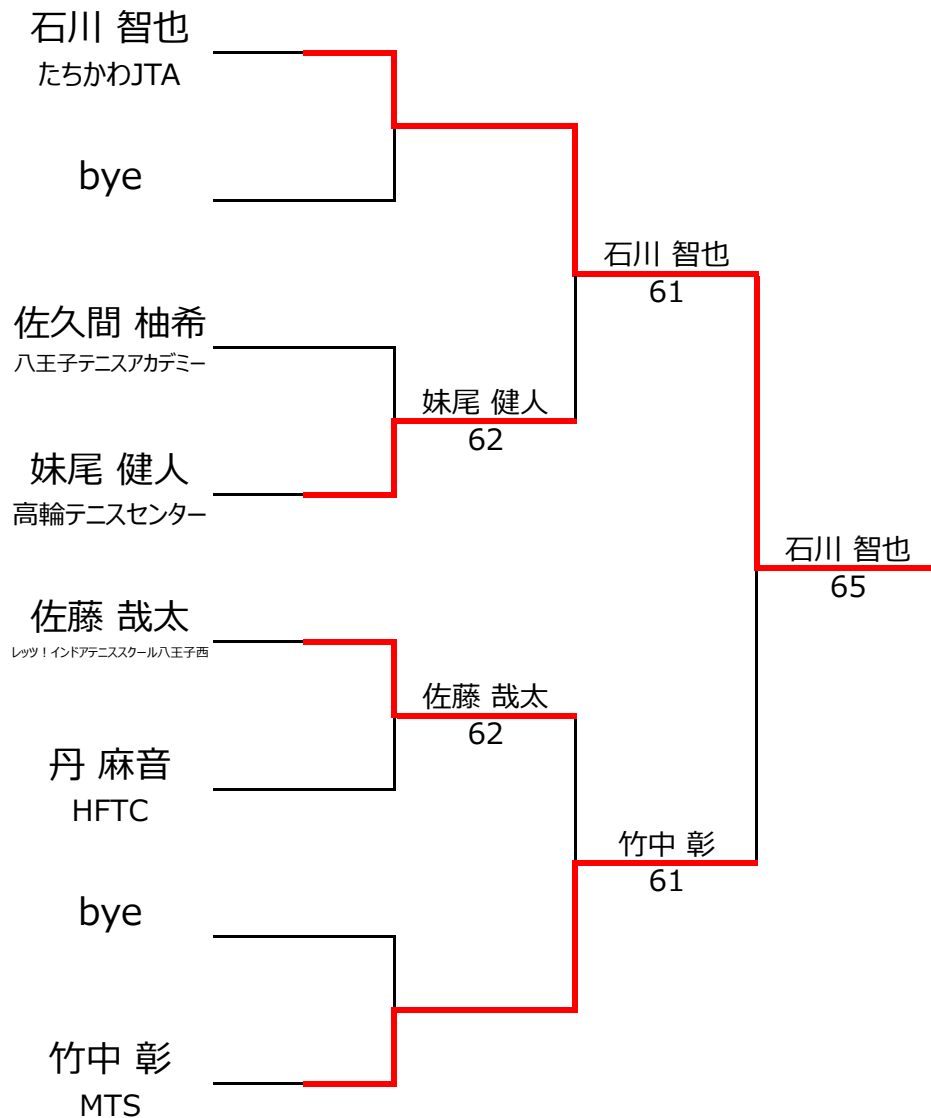 石川 智也
たちかわJTA
bye
石川 智也
61
佐久間 柚希
八王子テニスアカデミー
妹尾 健人
62
妹尾 健人
高輪テニスセンター
石川 智也
65
佐藤 哉太
レッツ！インドアテニススクール八王子西
佐藤 哉太
62
丹 麻音
HFTC
竹中 彰
61
bye
竹中 彰
MTS